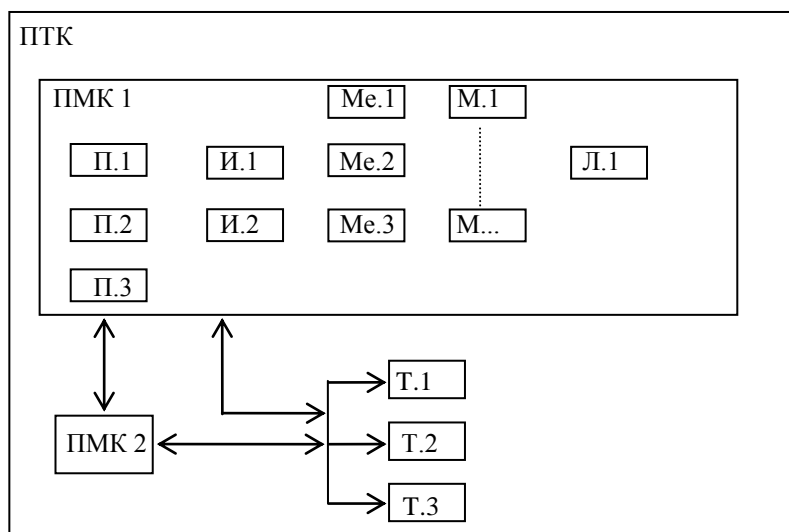 ПТК
ПМК 1 Ме.1 М.1
П.1 И.1 Ме.2 Л.1
П.2 И.2 Ме.3 М...
П.3
Т.1
ПМК 2 Т.2
Т.3